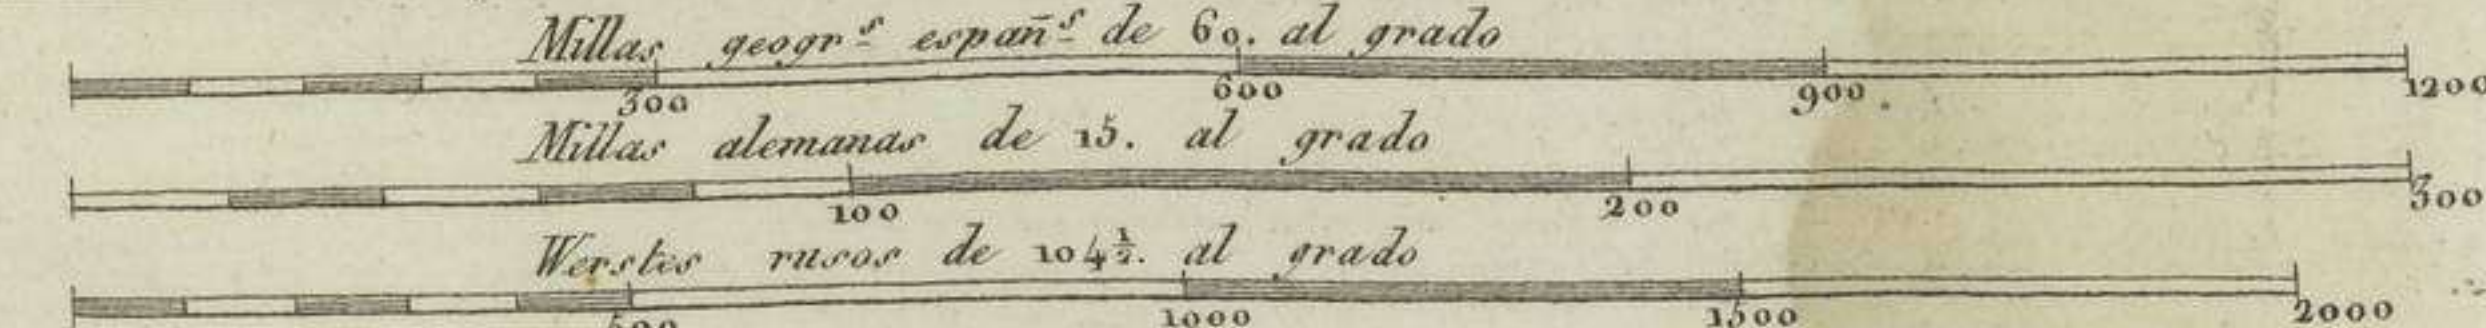 Millas geogr.s españ.s de 60. al grado
300 600 900 1200
Millas alemanas de 15. al grado
100 200 300
Werstes rusos de 104½. al grado
500 1000 1500 2000